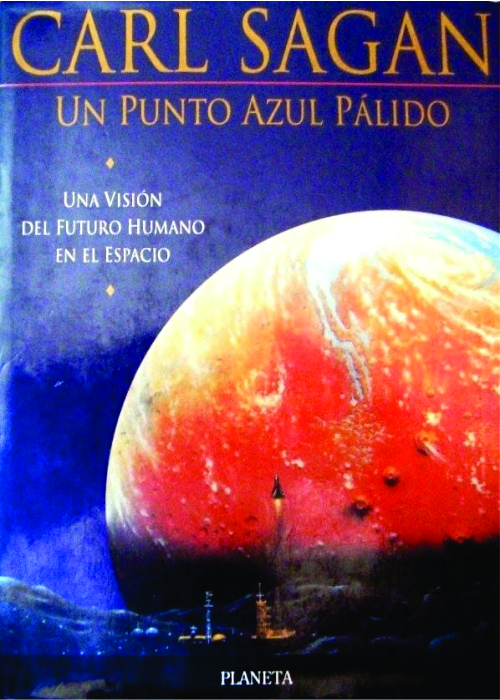 CARL SAGAN
UN PUNTO AZUL PÁLIDO
UNA VISIÓN
DEL FUTURO HUMANO
EN EL ESPACIO
PLANETA